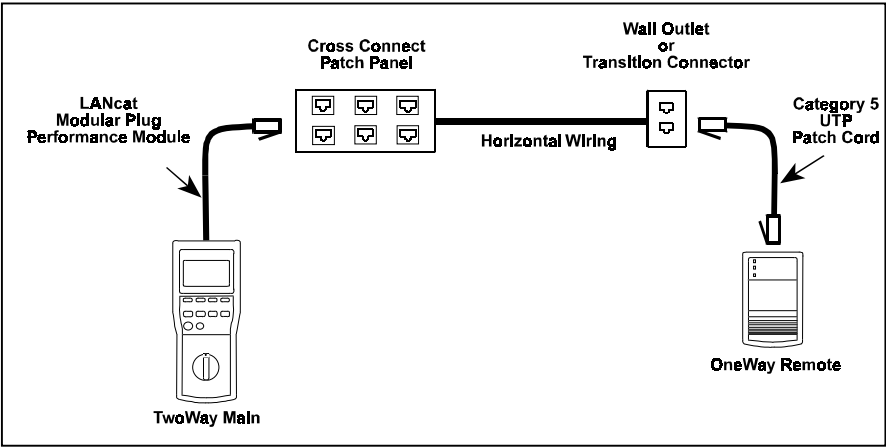 Cross Connect
Patch Panel
Wall Outlet
or
Transition Connector
LANcat
Modular Plug
Performance Module
Category 5
UTP
Patch Cord
Horizontal Wiring
OneWay Remote
TwoWay Main